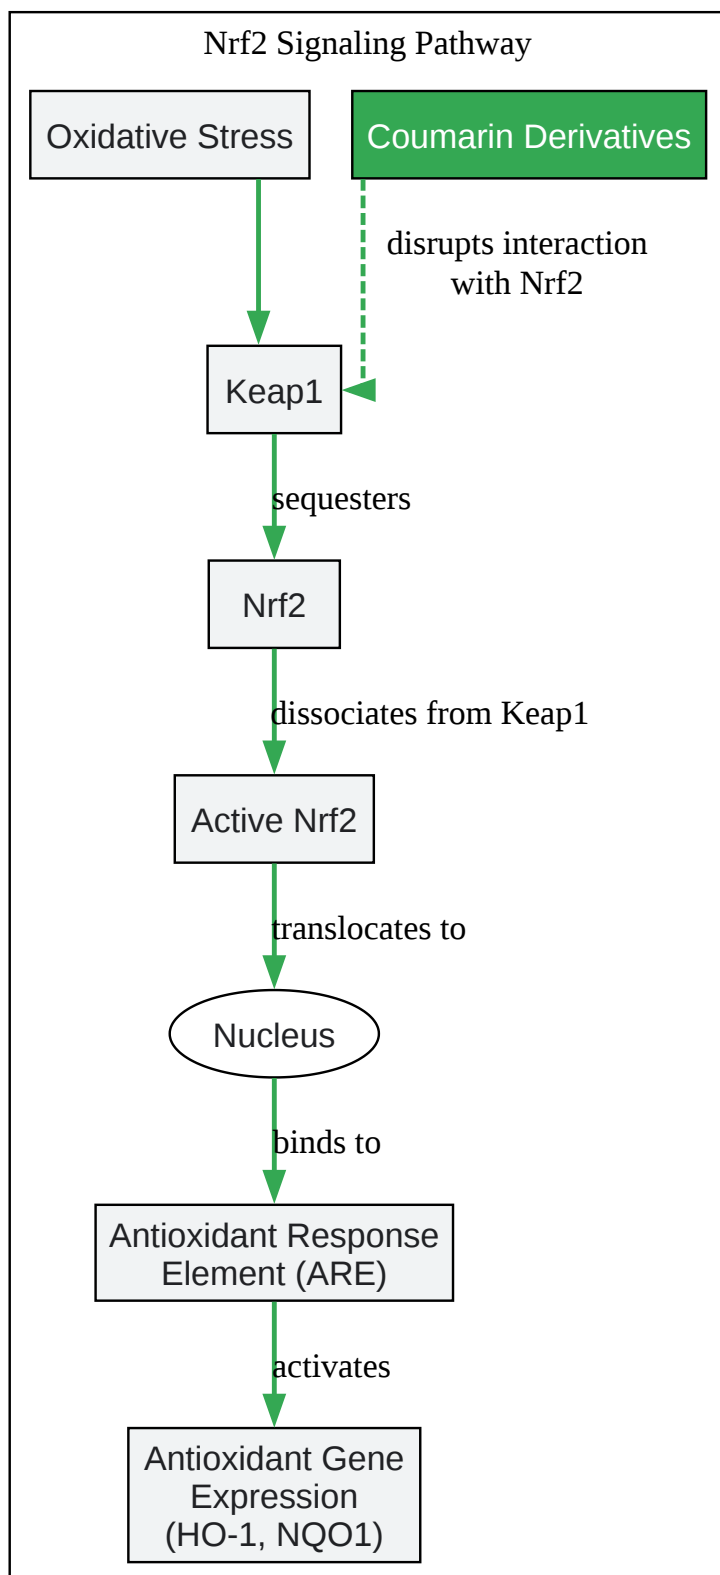 Nrf2 Signaling Pathway
Oxidative Stress
Coumarin Derivatives
disrupts interaction
with Nrf2
Keap1
sequesters
Nrf2
dissociates from Keap1
Active Nrf2
translocates to
Nucleus
binds to
Antioxidant Response
Element (ARE)
activates
Antioxidant Gene
Expression
(HO-1, NQO1)